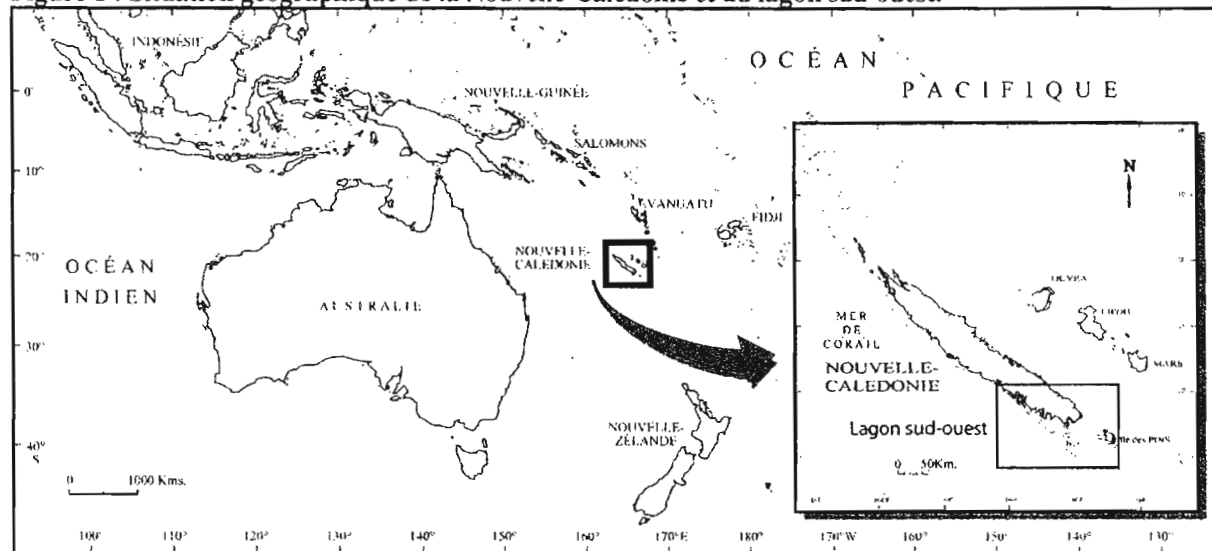 OCÉAN
PACIFIQUE
INDONÉSIE
0°
NOUVELLE-GUINÉE
SALOMONS
10°
VANUATU
FIDJI
N
OCÉAN
INDIEN
20°
NOUVELLE-
CALÉDONIE
AUSTRALIE
OUVEA
MER
DE
CORAIL
MARE
NOUVELLE-
CALEDONIE
30°
Lagon sud-ouest
Ile des PINS
0 50Km.
NOUVELLE-
ZÉLANDE
40°
S
0 1000 Kms.
100° 110° 120° 130° 140° 150° 160° 170°E 180° 170°W 160° 150° 140° 130°